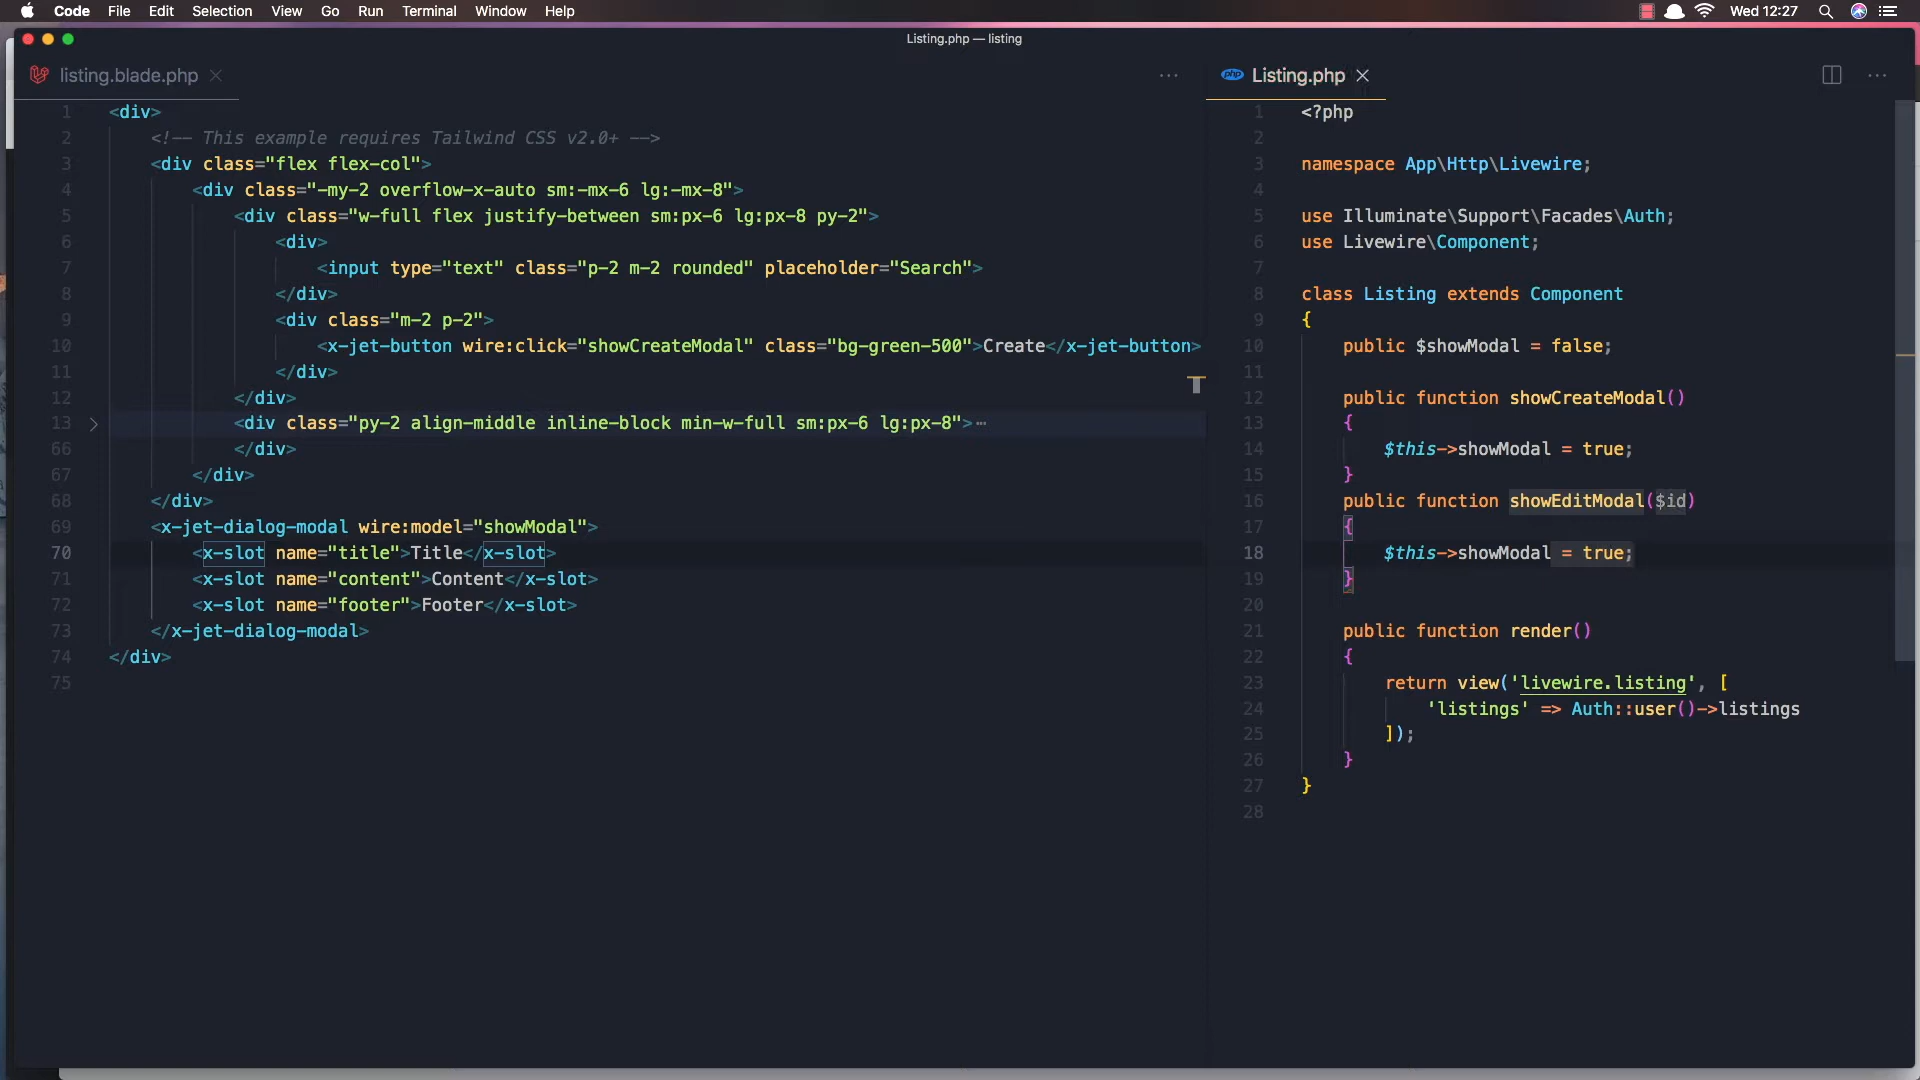 Code File Edit Selection View Go Run Terminal Window Help Wed 12:27
Listing.php — listing
listing.blade.php
1 <div>
2 <!-- This example requires Tailwind CSS v2.0+ -->
3 <div class="flex flex-col">
4 <div class="-my-2 overflow-x-auto sm:-mx-6 lg:-mx-8">
5 <div class="w-full flex justify-between sm:px-6 lg:px-8 py-2">
6 <div>
7 <input type="text" class="p-2 m-2 rounded" placeholder="Search">
8 </div>
9 <div class="m-2 p-2">
10 <x-jet-button wire:click="showCreateModal" class="bg-green-500">Create</x-jet-button>
11 </div>
12 </div>
13 <div class="py-2 align-middle inline-block min-w-full sm:px-6 lg:px-8">⋯
66 </div>
67 </div>
68 </div>
69 <x-jet-dialog-modal wire:model="showModal">
70 <x-slot name="title">Title</x-slot>
71 <x-slot name="content">Content</x-slot>
72 <x-slot name="footer">Footer</x-slot>
73 </x-jet-dialog-modal>
74 </div>
75
php Listing.php
1 <?php
2
3 namespace App\Http\Livewire;
4
5 use Illuminate\Support\Facades\Auth;
6 use Livewire\Component;
7
8 class Listing extends Component
9 {
10 public $showModal = false;
11
12 public function showCreateModal()
13 {
14 $this->showModal = true;
15 }
16 public function showEditModal($id)
17 {
18 $this->showModal = true;
19 }
20
21 public function render()
22 {
23 return view('livewire.listing', [
24 'listings' => Auth::user()->listings
25 ]);
26 }
27 }
28